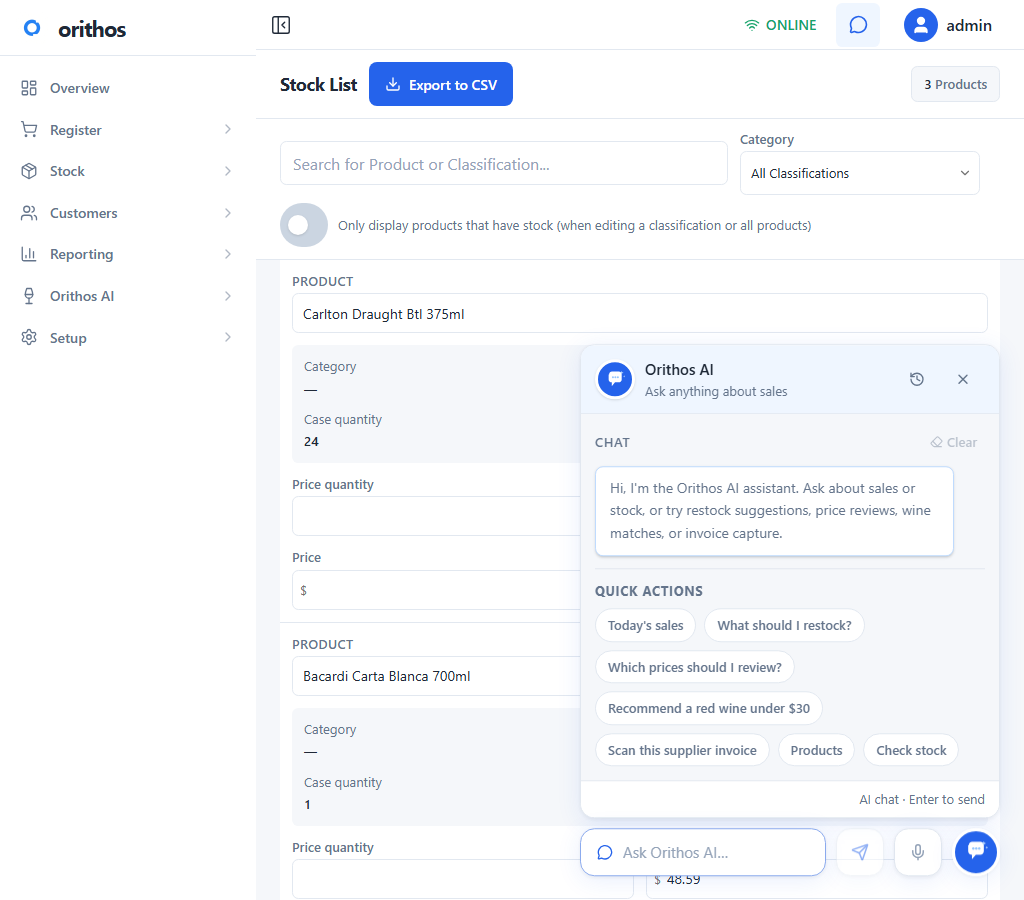 orithos
ONLINE
admin
Overview
Register
Stock
Customers
Reporting
Orithos AI
Setup
Stock List
Export to CSV
3 Products
Search for Product or Classification...
Category
All Classifications
Only display products that have stock (when editing a classification or all products)
PRODUCT
Carlton Draught Btl 375ml
Category
—
Case quantity
24
Price quantity
Price
$
PRODUCT
Bacardi Carta Blanca 700ml
Category
—
Case quantity
1
Price quantity
$ 48.59
Orithos AI
Ask anything about sales
CHAT
Clear
Hi, I'm the Orithos AI assistant. Ask about sales or
stock, or try restock suggestions, price reviews, wine
matches, or invoice capture.
QUICK ACTIONS
Today's sales
What should I restock?
Which prices should I review?
Recommend a red wine under $30
Scan this supplier invoice
Products
Check stock
AI chat · Enter to send
Ask Orithos AI...